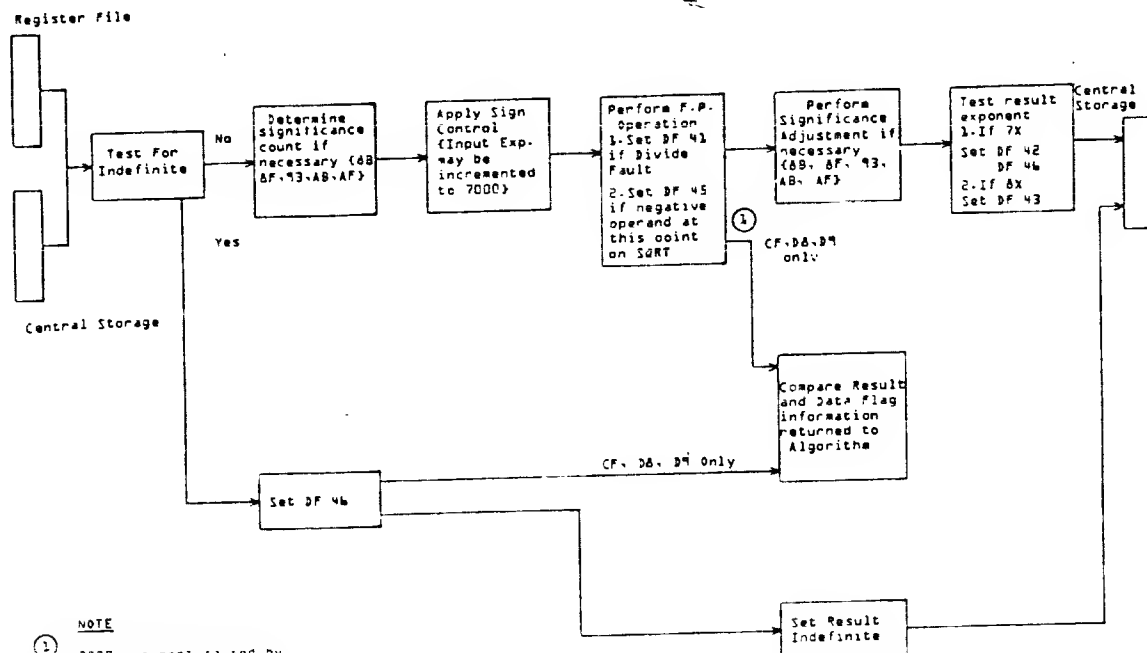 Register File
Test For
Indefinite
No
Yes
Determine
significance
count if
necessary {8B
8F,93,AB,AF}
Apply Sign
Control
{Input Exp.
may be
incremented
to 7000}
Perform F.P.
Operation
1.Set DF 41
if Divide
Fault
2.Set DF 45
if negative
operand at
this point
on SQRT
1
CF,D8,D9
only
Perform
Significance
Adjustment if
necessary
{8B, 8F, 93,
AB, AF}
Test result
exponent
1.If 7X
Set DF 42
DF 46
2.If 8X
Set DF 43
Central
Storage
Central Storage
Compare Result
and Data Flag
information
returned to
Algorithm
CF, D8, D9 Only
Set DF 46
Set Result
Indefinite
NOTE
1